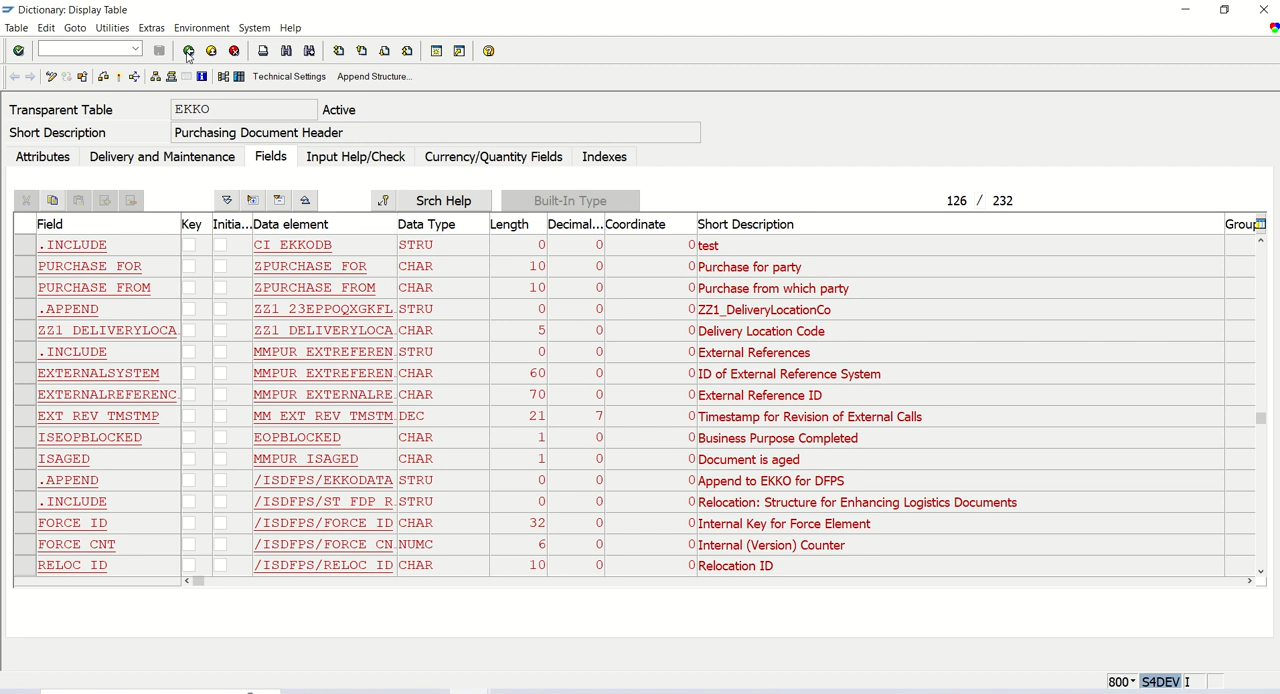 Dictionary: Display Table
Table Edit Goto Utilities Extras Environment System Help
Technical Settings Append Structure...
Transparent Table EKKO Active
Short Description Purchasing Document Header
Attributes Delivery and Maintenance Fields Input Help/Check Currency/Quantity Fields Indexes
Srch Help Built-In Type 126 / 232
Field Key Initia... Data element Data Type Length Decimal... Coordinate Short Description Group
.INCLUDE CI_EKKODB STRU 0 0 0 test
PURCHASE_FOR ZPURCHASE_FOR CHAR 10 0 0 Purchase for party
PURCHASE_FROM ZPURCHASE_FROM CHAR 10 0 0 Purchase from which party
.APPEND ZZ1_23EPPOQXGKFL STRU 0 0 0 ZZ1_DeliveryLocationCo
ZZ1_DELIVERYLOCA ZZ1_DELIVERYLOCA CHAR 5 0 0 Delivery Location Code
.INCLUDE MMPUR_EXTREFEREN STRU 0 0 0 External References
EXTERNALSYSTEM MMPUR_EXTREFEREN CHAR 60 0 0 ID of External Reference System
EXTERNALREFERENC MMPUR_EXTERNALRE CHAR 70 0 0 External Reference ID
EXT_REV_TMSTMP MM_EXT_REV_TMSTM DEC 21 7 0 Timestamp for Revision of External Calls
ISEOPBLOCKED EOPBLOCKED CHAR 1 0 0 Business Purpose Completed
ISAGED MMPUR_ISAGED CHAR 1 0 0 Document is aged
.APPEND /ISDFPS/EKKODATA STRU 0 0 0 Append to EKKO for DFPS
.INCLUDE /ISDFPS/ST_FDP_R STRU 0 0 0 Relocation: Structure for Enhancing Logistics Documents
FORCE_ID /ISDFPS/FORCE_ID CHAR 32 0 0 Internal Key for Force Element
FORCE_CNT /ISDFPS/FORCE_CN NUMC 6 0 0 Internal (Version) Counter
RELOC_ID /ISDFPS/RELOC_ID CHAR 10 0 0 Relocation ID
800 S4DEV I